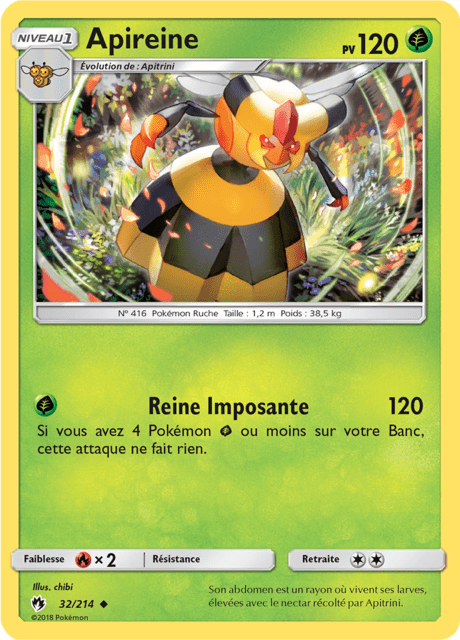 NIVEAU 1
Apireine
PV 120
Évolution de : Apitrini
N° 416 Pokémon Ruche Taille : 1,2 m Poids : 38,5 kg
Reine Imposante 120
Si vous avez 4 Pokémon ou moins sur votre Banc,
cette attaque ne fait rien.
Faiblesse × 2 Résistance Retraite
Illus. chibi
32/214
©2018 Pokémon
Son abdomen est un rayon où vivent ses larves,
élevées avec le nectar récolté par Apitrini.